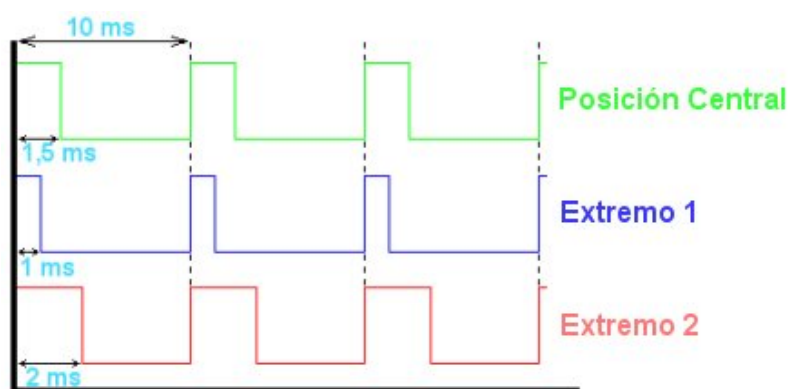 10 ms
Posición Central
1,5 ms
Extremo 1
1 ms
Extremo 2
2 ms